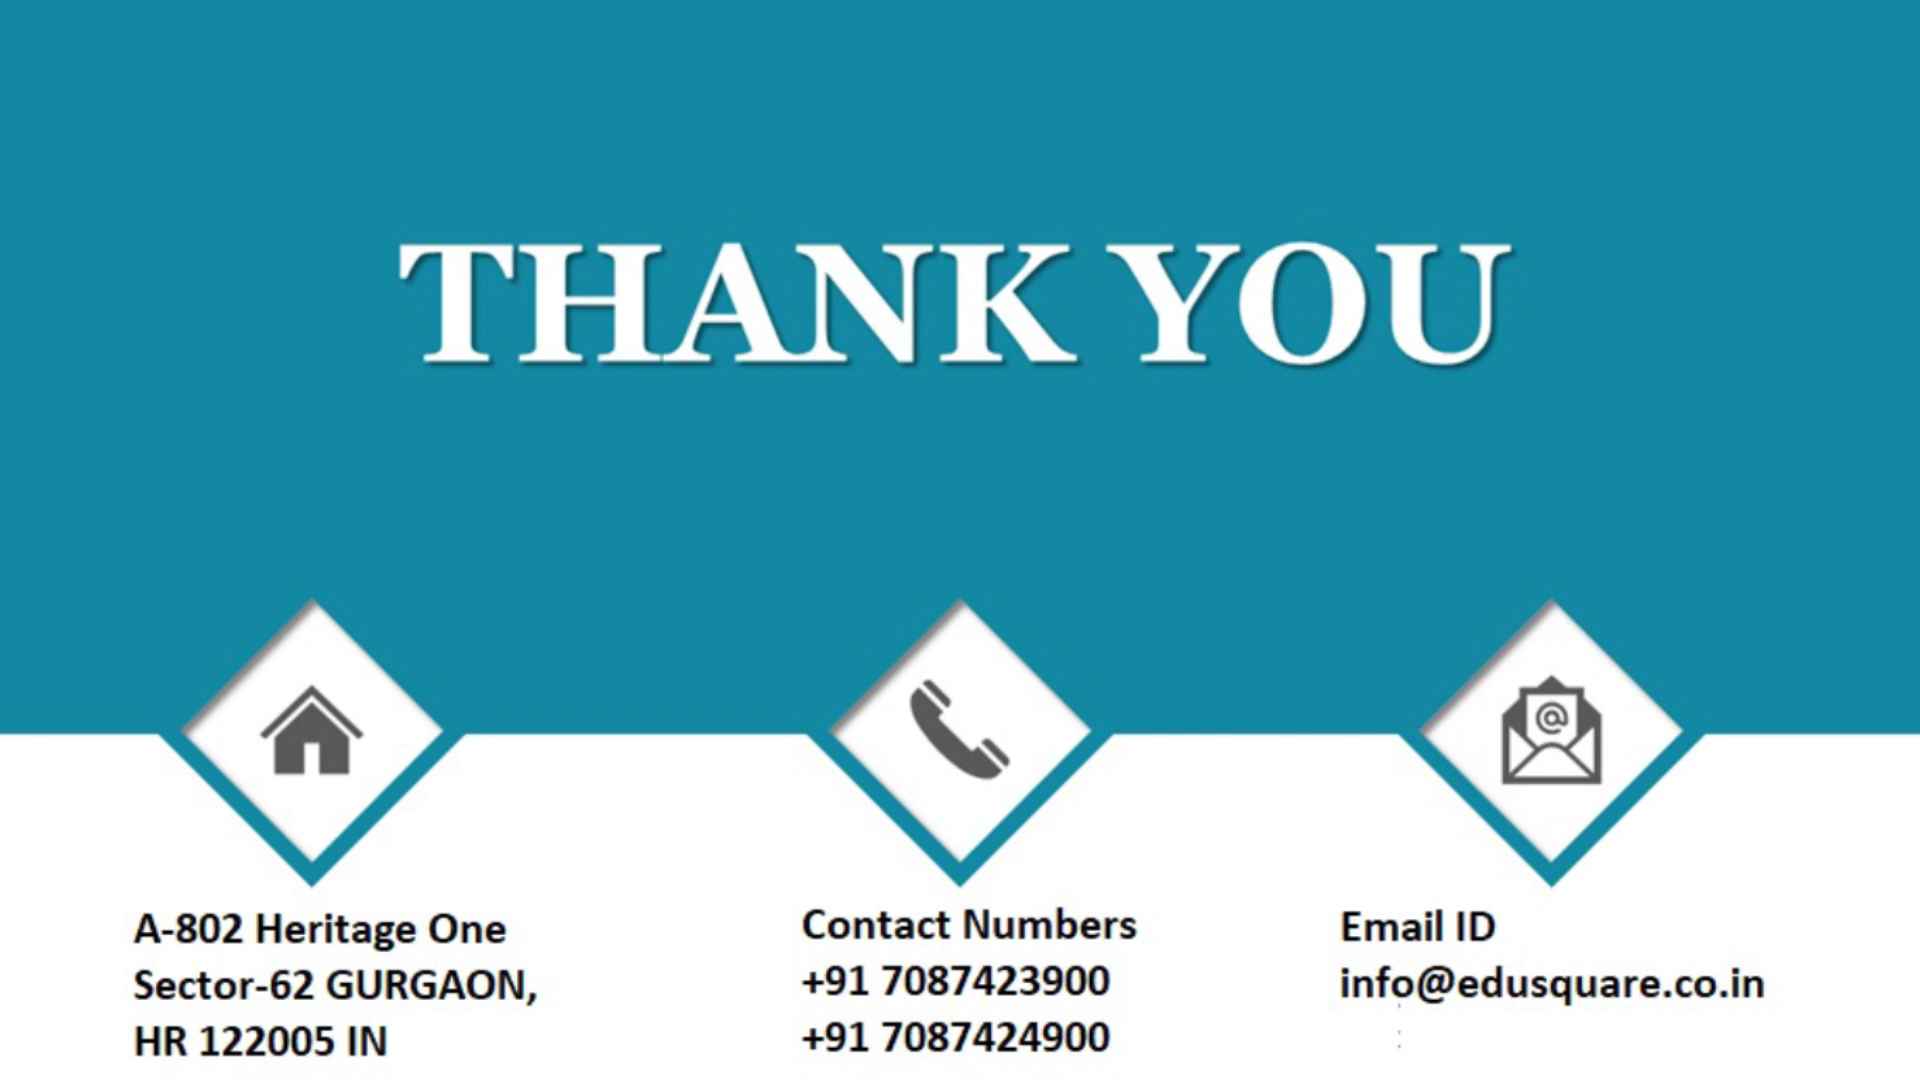 THANK YOU
A-802 Heritage One
Sector-62 GURGAON,
HR 122005 IN
Contact Numbers
+91 7087423900
+91 7087424900
Email ID
info@edusquare.co.in